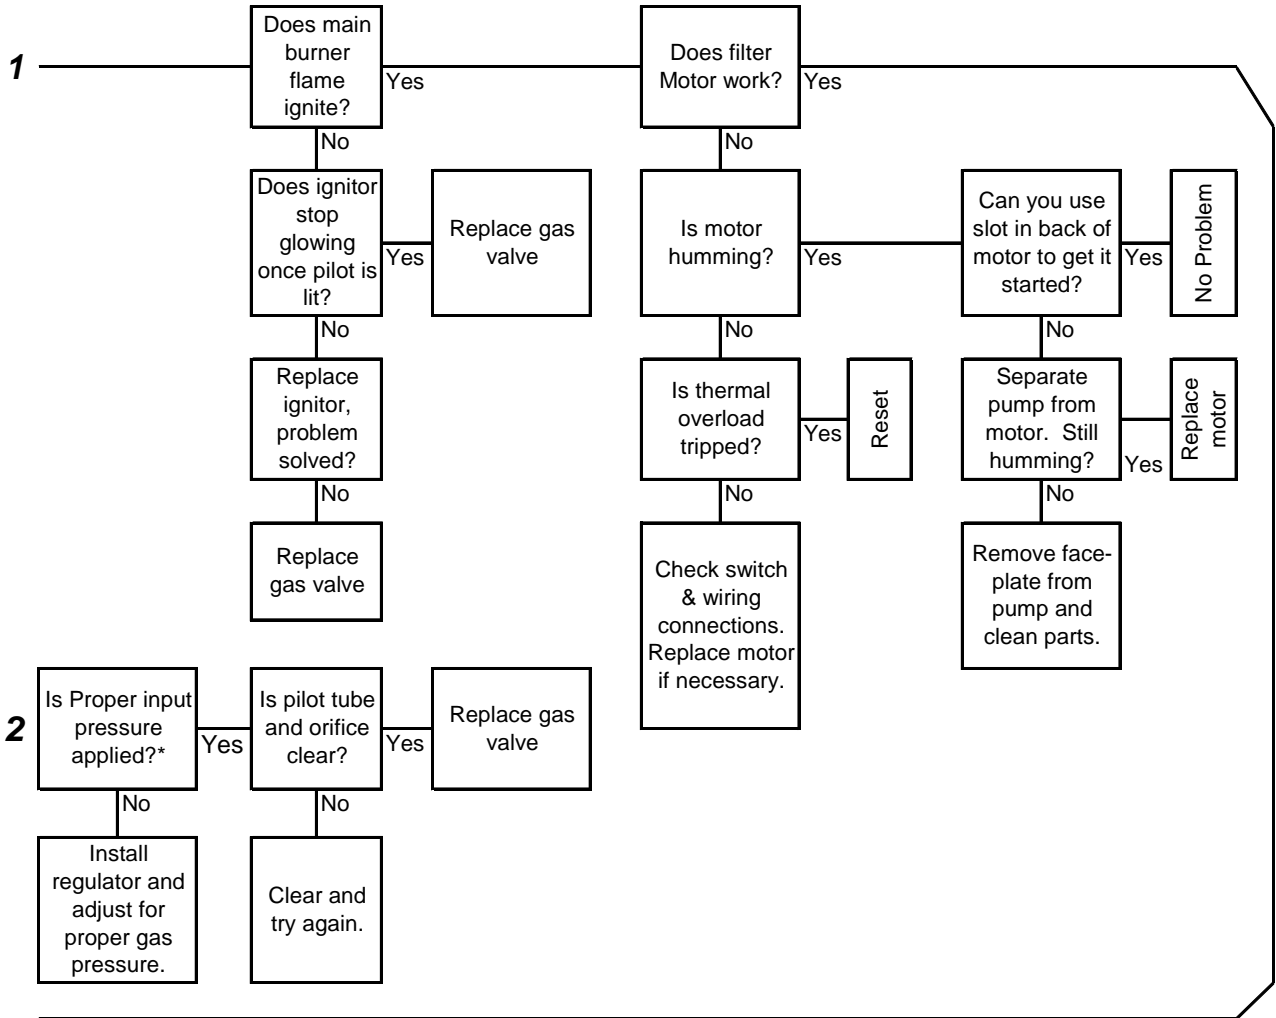 1
Does main
burner
flame
ignite?
Yes
Does filter
Motor work?
Yes
No
No
Does ignitor
stop
glowing
once pilot is
lit?
Yes
Replace gas
valve
Is motor
humming?
Yes
Can you use
slot in back of
motor to get it
started?
Yes
No Problem
No
No
No
Replace
ignitor,
problem
solved?
Is thermal
overload
tripped?
Yes
Reset
Separate
pump from
motor.  Still
humming?
Yes
Replace
motor
No
No
No
Replace
gas valve
Check switch
& wiring
connections.
Replace motor
if necessary.
Remove face-
plate from
pump and
clean parts.
2
Is Proper input
pressure
applied?*
Yes
Is pilot tube
and orifice
clear?
Yes
Replace gas
valve
No
No
Install
regulator and
adjust for
proper gas
pressure.
Clear and
try again.